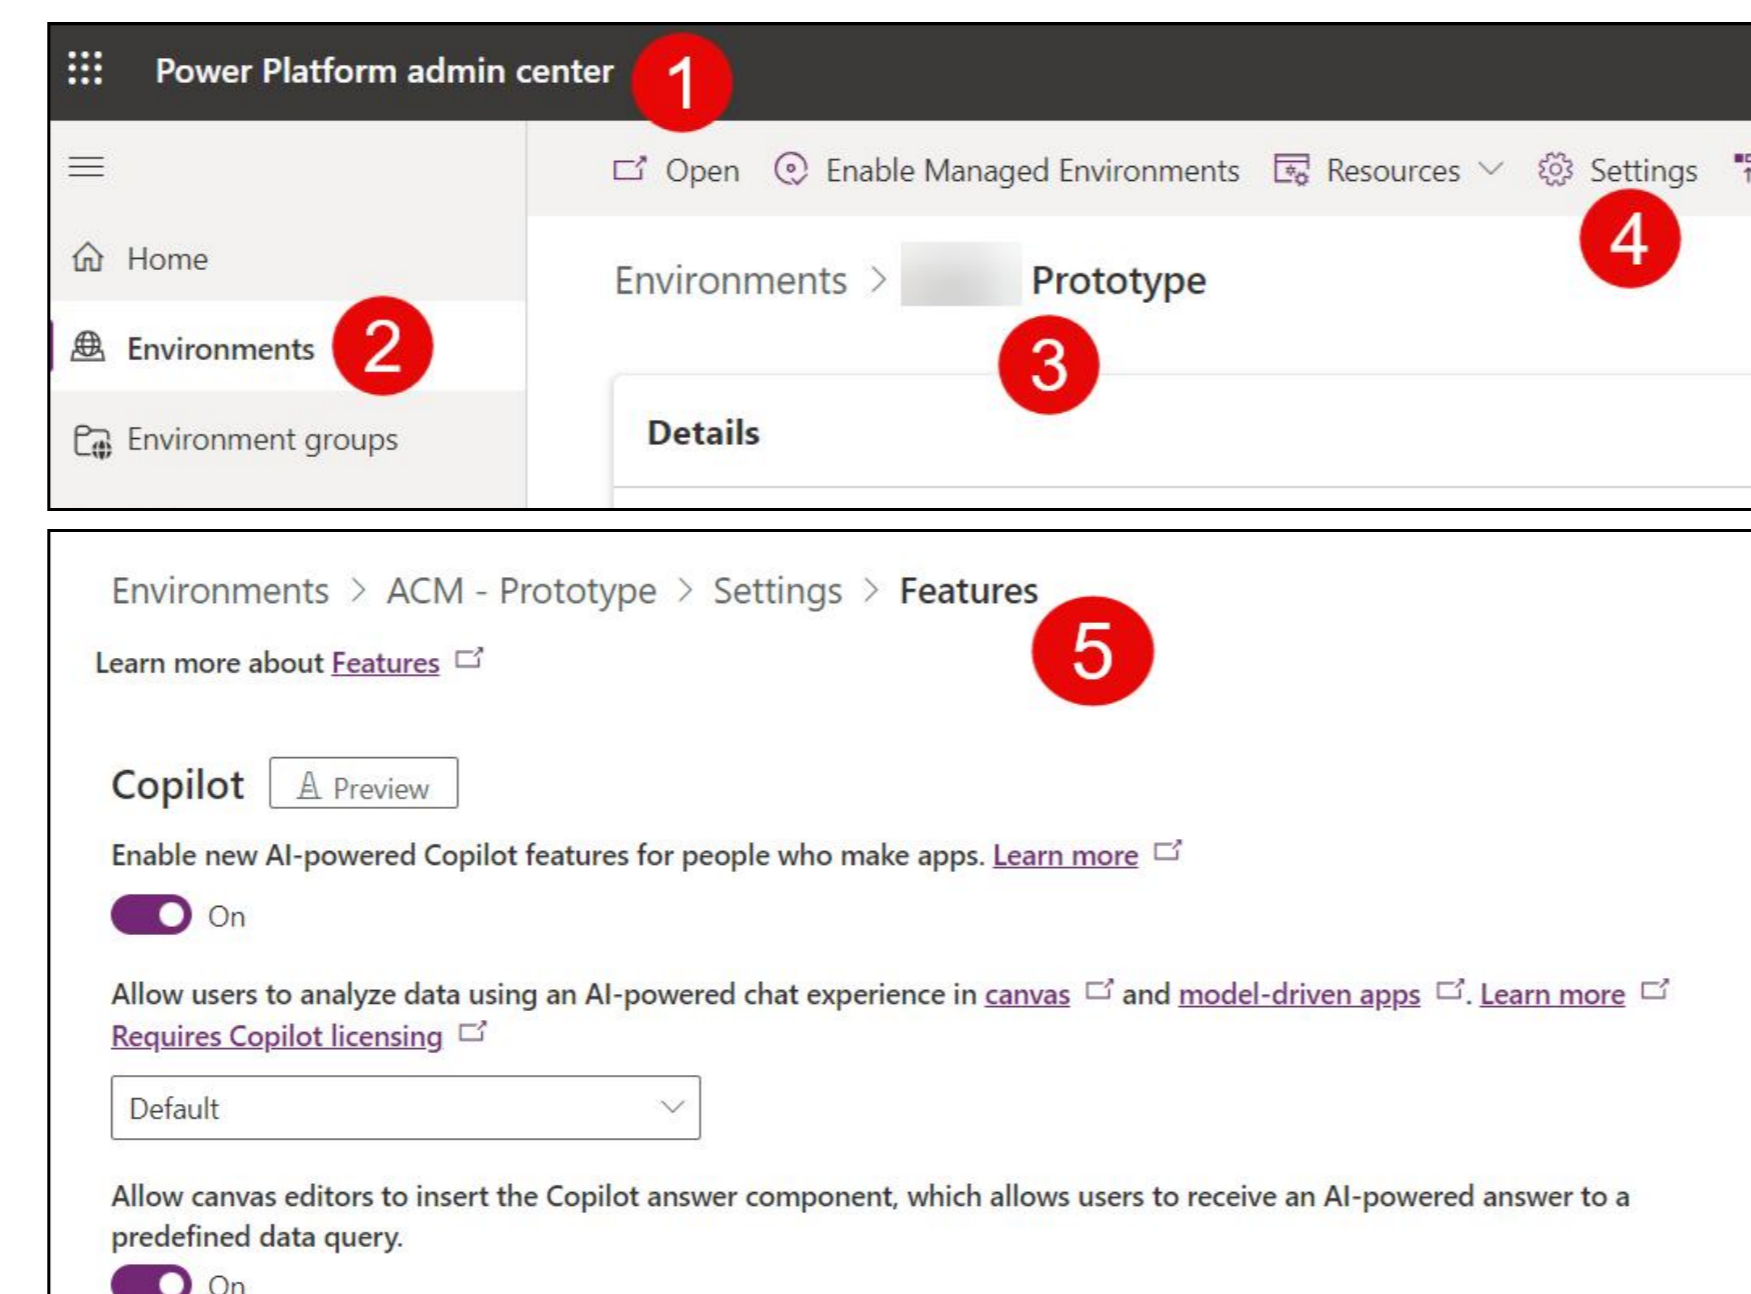 Power Platform admin center 1
Open Enable Managed Environments Resources Settings
4
Home
Environments > Prototype
Environments 2
3
Environment groups
Details
Environments > ACM - Prototype > Settings > Features
5
Learn more about Features
Copilot Preview
Enable new AI-powered Copilot features for people who make apps. Learn more
On
Allow users to analyze data using an AI-powered chat experience in canvas and model-driven apps . Learn more
Requires Copilot licensing
Default
Allow canvas editors to insert the Copilot answer component, which allows users to receive an AI-powered answer to a
predefined data query.
On